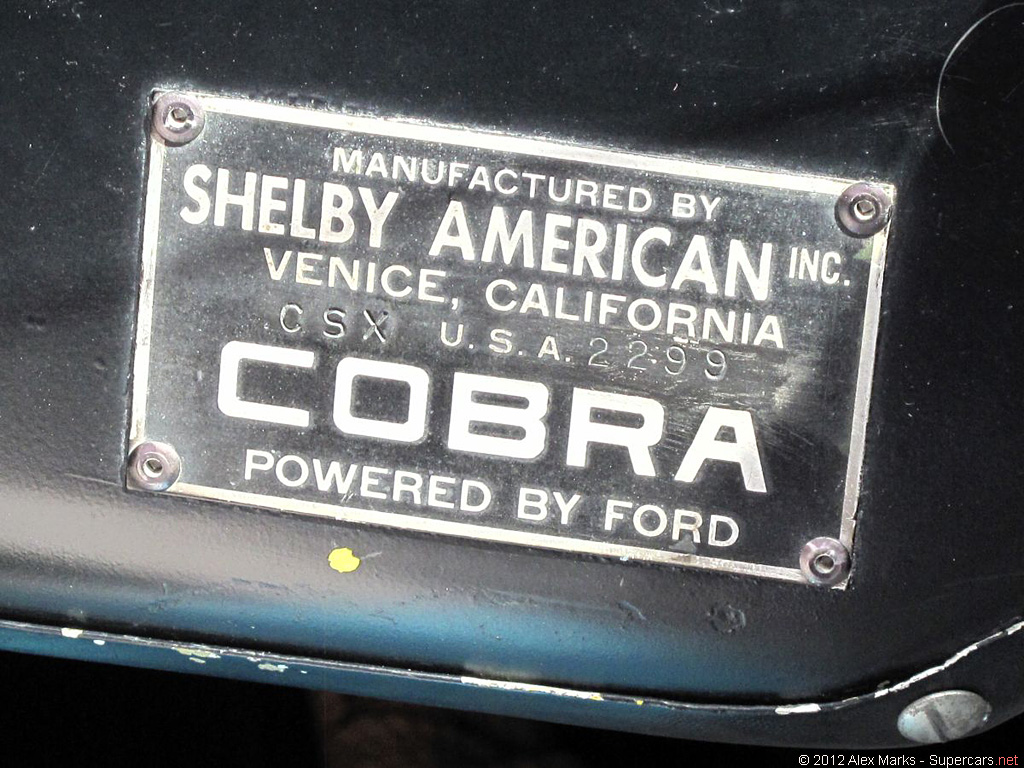 MANUFACTURED BY
SHELBY AMERICAN INC.
VENICE, CALIFORNIA
CSX U.S.A. 2299
COBRA
POWERED BY FORD
© 2012 Alex Marks - Supercars.net